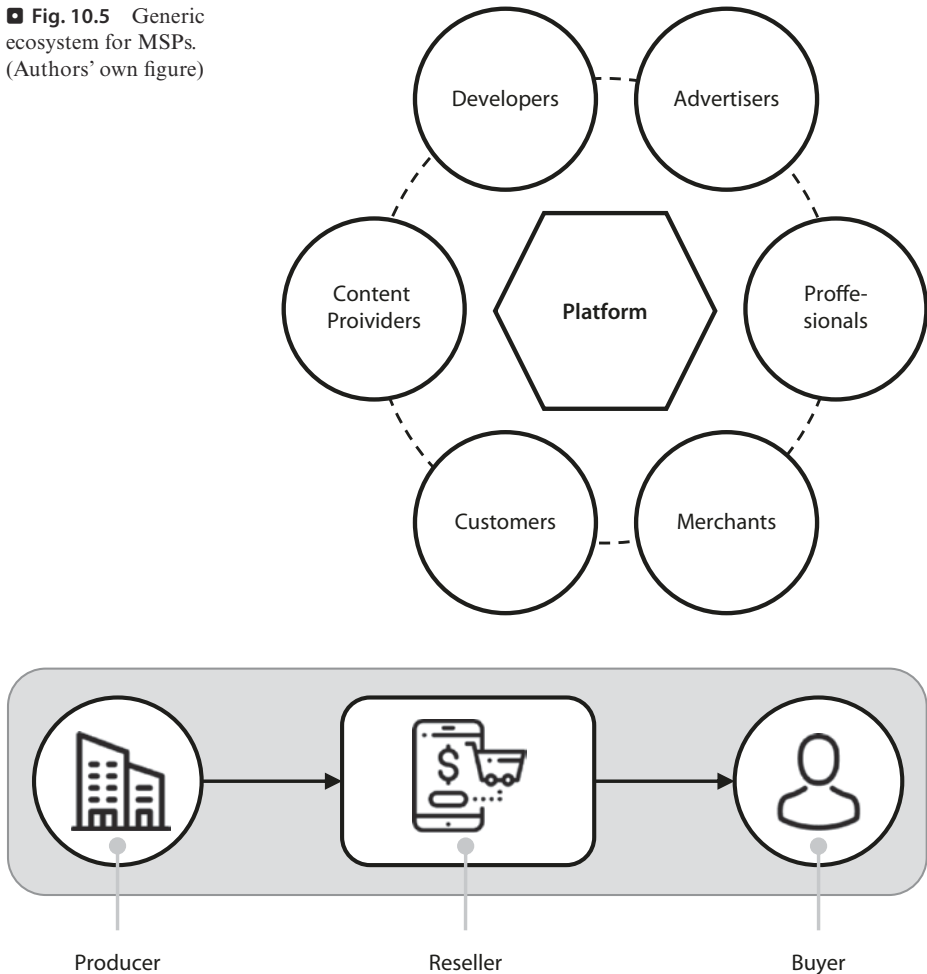 Fig. 10.5 Generic
ecosystem for MSPs.
(Authors' own figure)
Developers
Advertisers
Content
Proividers
Platform
Proffe-
sionals
Customers
Merchants
$
Producer
Reseller
Buyer